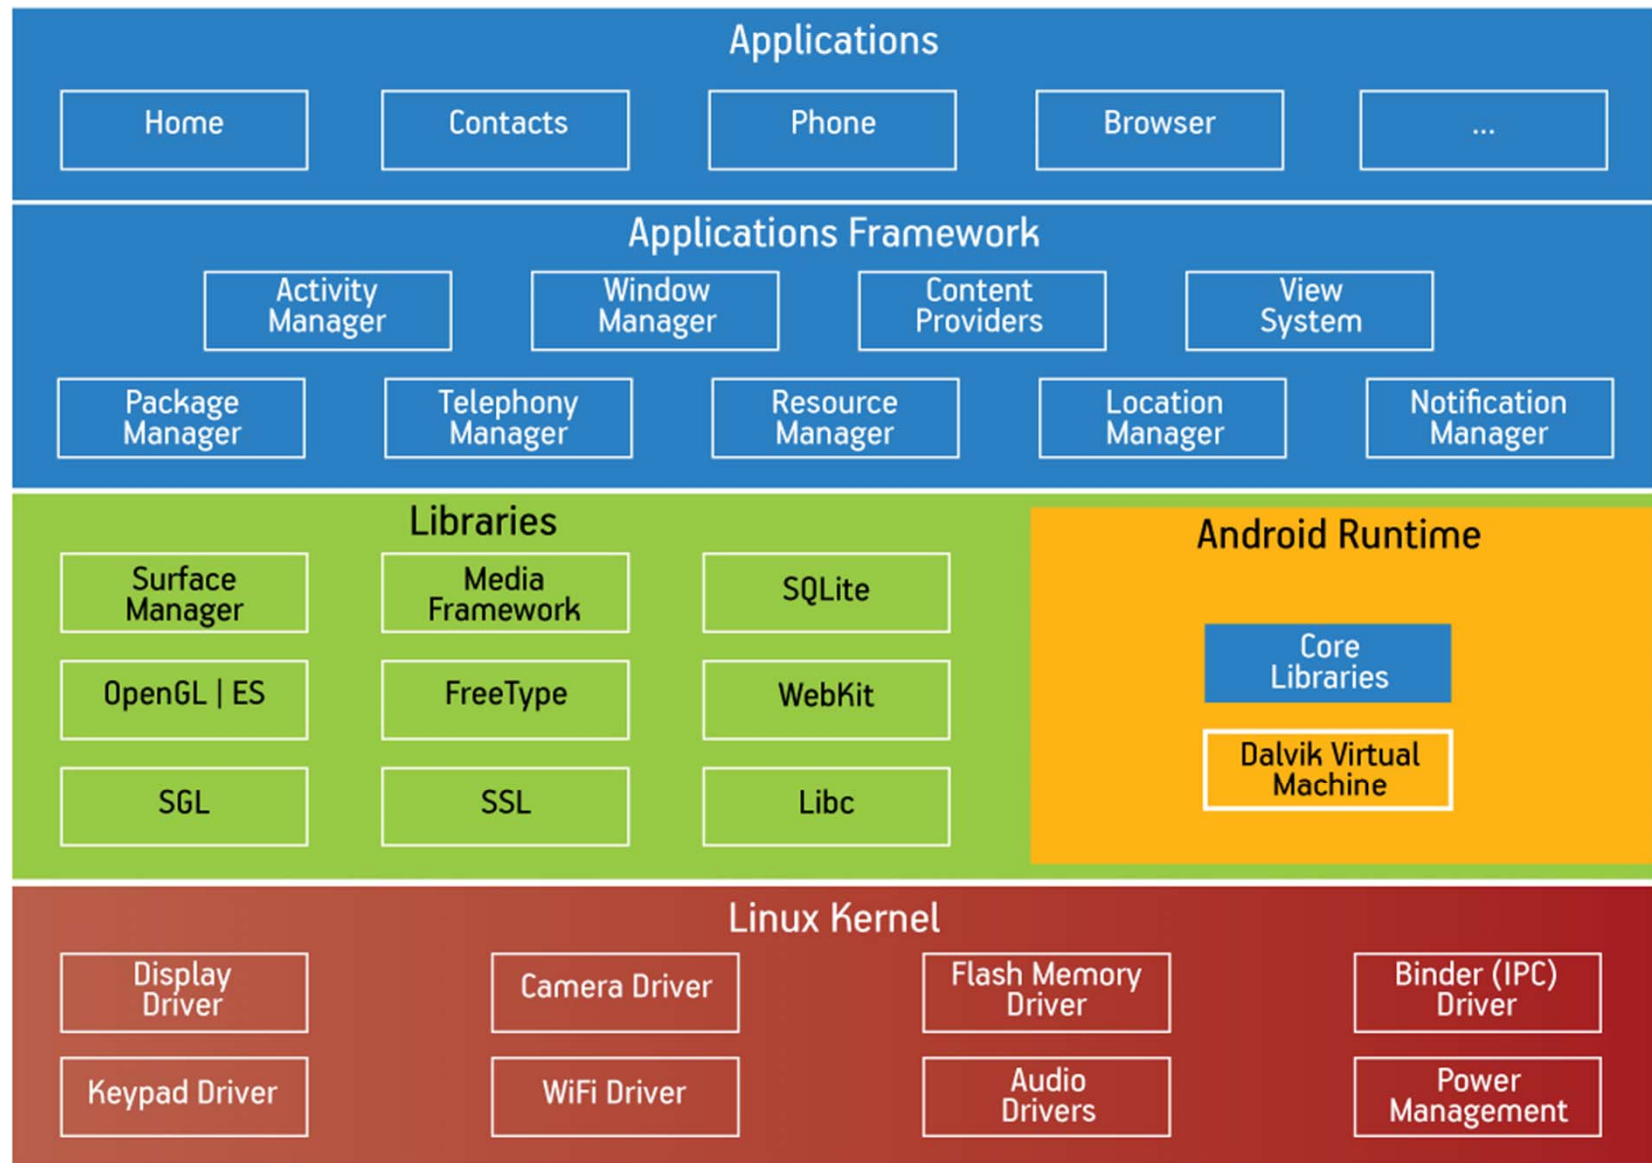 Applications
Home
Contacts
Phone
Browser
...
Applications Framework
Activity
Manager
Window
Manager
Content
Providers
View
System
Package
Manager
Telephony
Manager
Resource
Manager
Location
Manager
Notification
Manager
Libraries
Surface
Manager
Media
Framework
SQLite
OpenGL | ES
FreeType
WebKit
SGL
SSL
Libc
Android Runtime
Core
Libraries
Dalvik Virtual
Machine
Linux Kernel
Display
Driver
Camera Driver
Flash Memory
Driver
Binder (IPC)
Driver
Keypad Driver
WiFi Driver
Audio
Drivers
Power
Management